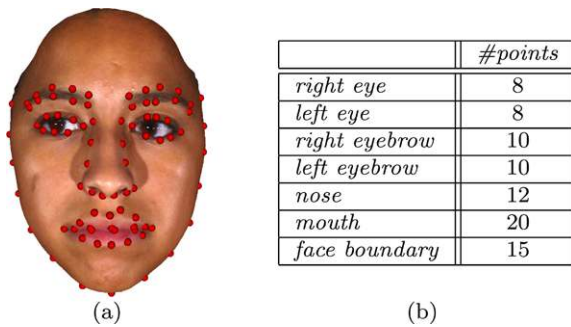 #points
right eye 8
left eye 8
right eyebrow 10
left eyebrow 10
nose 12
mouth 20
face boundary 15
(a) (b)